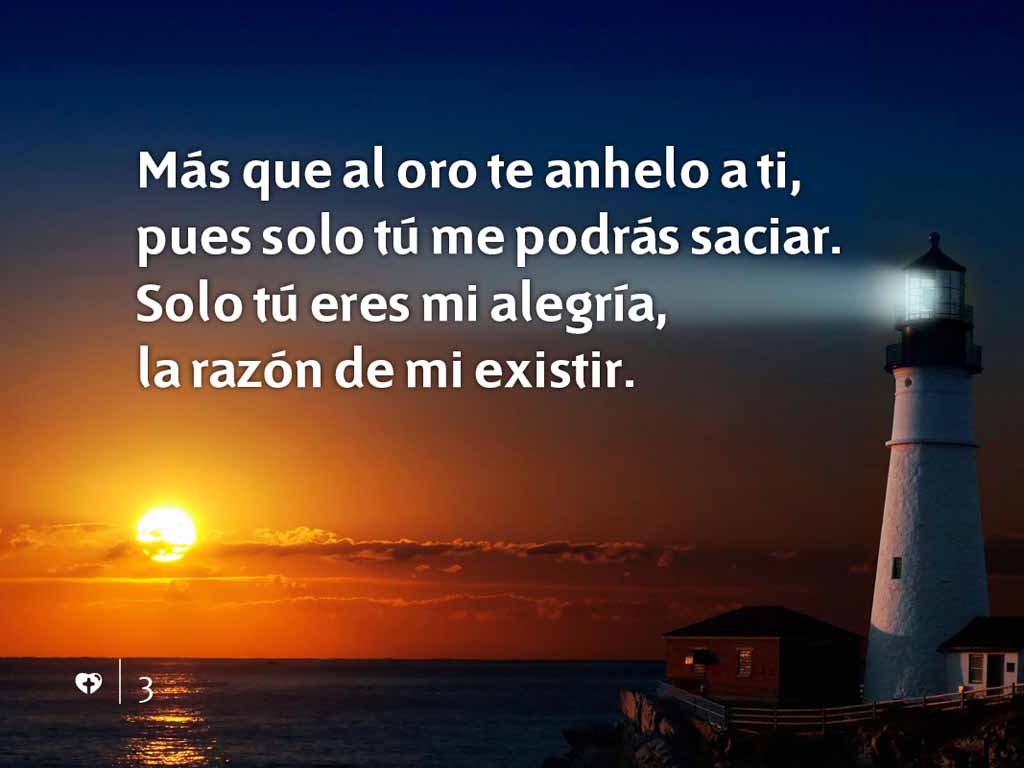 Más que al oro te anhelo a ti,
pues solo tú me podrás saciar.
Solo tú eres mi alegría,
la razón de mi existir.
3